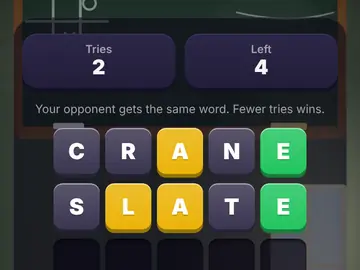 Tries Left
2 4
Your opponent gets the same word. Fewer tries wins.
C R A N E
S L A T E